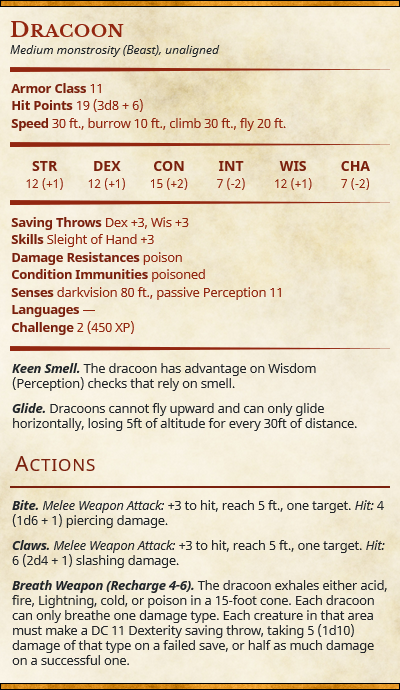 DRACOON
Medium monstrosity (Beast), unaligned
Armor Class 11
Hit Points 19 (3d8 + 6)
Speed 30 ft., burrow 10 ft., climb 30 ft., fly 20 ft.
STR DEX CON INT WIS CHA
12 (+1) 12 (+1) 15 (+2) 7 (-2) 12 (+1) 7 (-2)
Saving Throws Dex +3, Wis +3
Skills Sleight of Hand +3
Damage Resistances poison
Condition Immunities poisoned
Senses darkvision 80 ft., passive Perception 11
Languages —
Challenge 2 (450 XP)
Keen Smell. The dracoon has advantage on Wisdom
(Perception) checks that rely on smell.
Glide. Dracoons cannot fly upward and can only glide
horizontally, losing 5ft of altitude for every 30ft of distance.
ACTIONS
Bite. Melee Weapon Attack: +3 to hit, reach 5 ft., one target. Hit: 4
(1d6 + 1) piercing damage.
Claws. Melee Weapon Attack: +3 to hit, reach 5 ft., one target. Hit:
6 (2d4 + 1) slashing damage.
Breath Weapon (Recharge 4-6). The dracoon exhales either acid,
fire, Lightning, cold, or poison in a 15-foot cone. Each dracoon
can only breathe one damage type. Each creature in that area
must make a DC 11 Dexterity saving throw, taking 5 (1d10)
damage of that type on a failed save, or half as much damage
on a successful one.